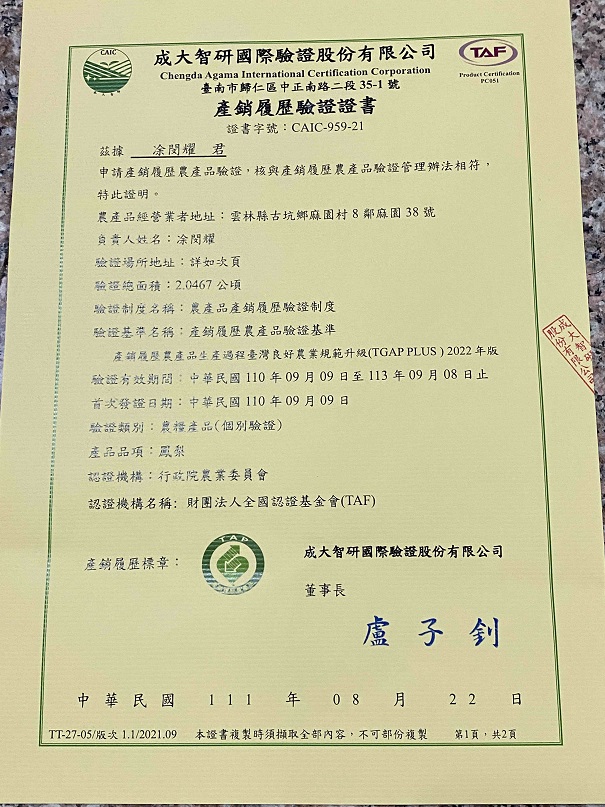 CAIC
成大智研國際驗證股份有限公司
TAF
Chengda Agama International Certification Corporation
Product Certification
PC051
臺南市歸仁區中正南路二段 35-1 號
產銷履歷驗證證書
證書字號：CAIC-959-21
茲據 凃閔耀 君
申請產銷履歷農產品驗證，核與產銷履歷農產品驗證管理辦法相符，
特此證明。
農產品經營業者地址：雲林縣古坑鄉麻園村 8 鄰麻園 38 號
負責人姓名：凃閔耀
驗證場所地址：詳如次頁
驗證總面積：2.0467 公頃
驗證制度名稱：農產品產銷履歷驗證制度
驗證基準名稱：產銷履歷農產品驗證基準
產銷履歷農產品生產過程臺灣良好農業規範升級(TGAP PLUS ) 2022 年版
驗證有效期間：中華民國 110 年 09 月 09 日至 113 年 09 月 08 日止
首次發證日期：中華民國 110 年 09 月 09 日
驗證類別：農糧產品(個別驗證)
產品品項：鳳梨
認證機構：行政院農業委員會
認證機構名稱：財團法人全國認證基金會(TAF)
產銷履歷標章：
TAP
成大智研國際驗證股份有限公司
董事長
盧子釗
中華民國 111 年 08 月 22 日
TT-27-05/版次 1.1/2021.09 本證書複製時須擷取全部內容，不可部份複製 第1頁，共2頁